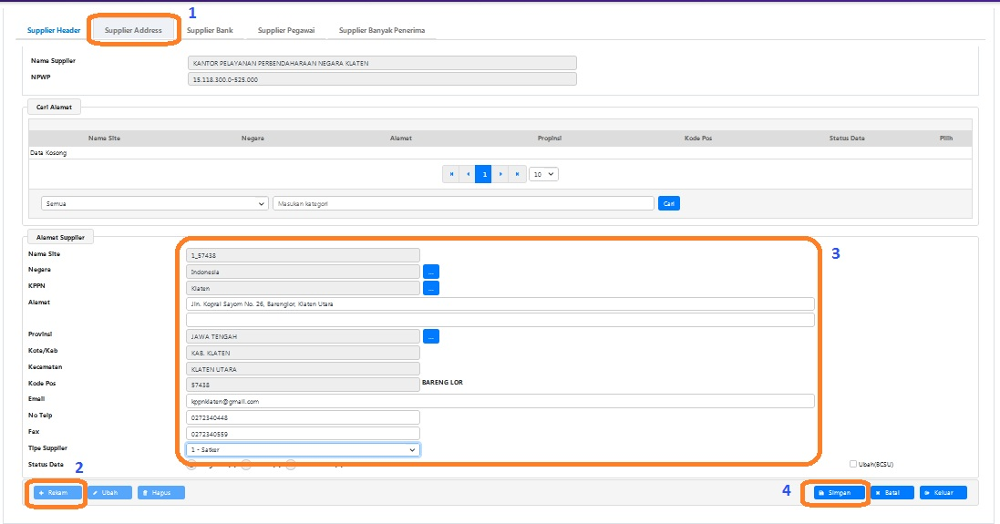 1
Supplier Header Supplier Address Supplier Bank Supplier Pegawai Supplier Banyak Penerima
Nama Supplier KANTOR PELAYANAN PERBENDAHARAAN NEGARA KLATEN
NPWP 15.118.300.0-525.000
Cari Alamat
Nama Site Negara Alamat Propinsi Kode Pos Status Data Pilih
Data Kosong
1 10
Semua Masukan kategori Cari
Alamat Supplier
3
Nama Site 1_57438
Negara Indonesia ...
KPPN Klaten ...
Alamat Jln. Kopral Sayom No. 26, Barenglor, Klaten Utara
Provinsi JAWA TENGAH ...
Kota/Kab KAB. KLATEN
Kecamatan KLATEN UTARA
Kode Pos 57438 BARENG LOR
Email kppnklaten@gmail.com
No Telp 0272340448
Fax 0272340559
Tipe Supplier 1 - Satker
Status Data Ubah(BCSU)
2
4
Rekam Ubah Hapus Simpan Batal Keluar